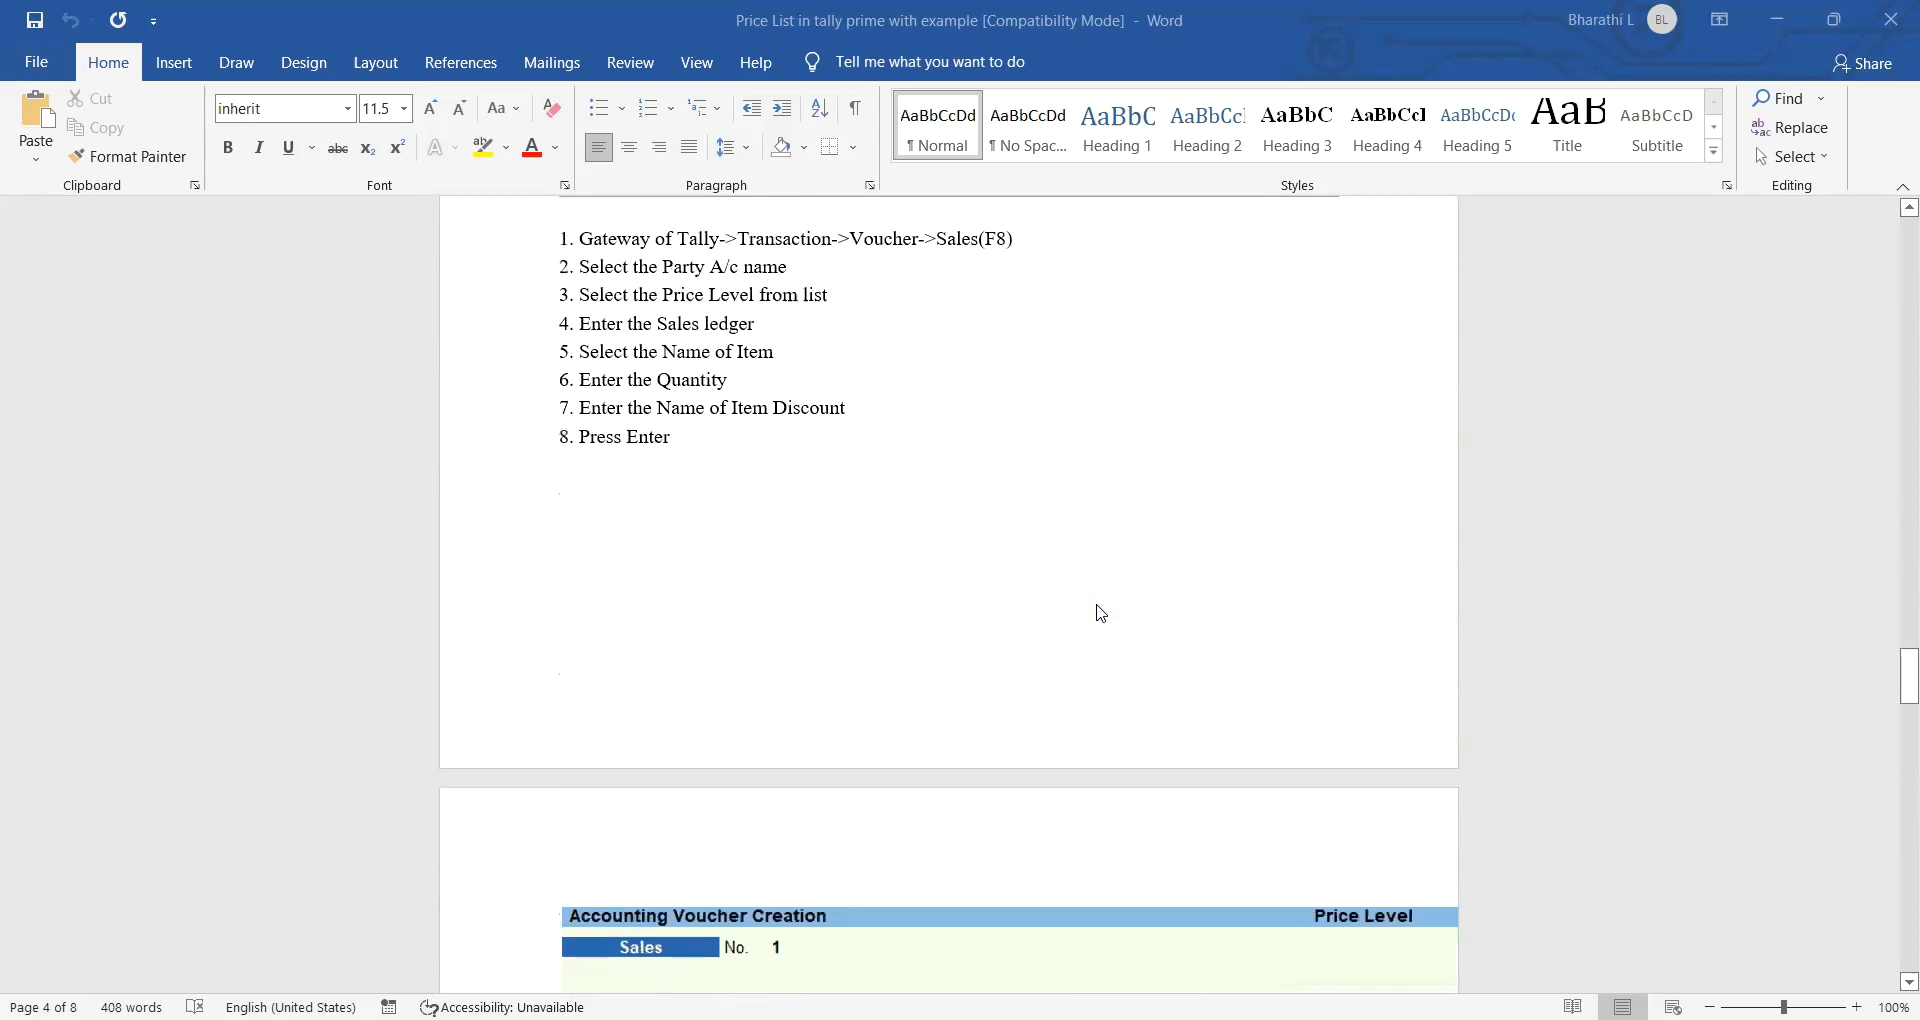 Price List in tally prime with example [Compatibility Mode] - Word
Bharathi L
BL
File
Home
Insert
Draw
Design
Layout
References
Mailings
Review
View
Help
Tell me what you want to do
Share
Paste
Cut
Copy
Format Painter
Clipboard
inherit
11.5
Aa
B I U abc x₂ x²
A
A
Font
Paragraph
AaBbCcDd
¶ Normal
AaBbCcDd
¶ No Spac...
AaBbC
Heading 1
AaBbCc
Heading 2
AaBbC
Heading 3
AaBbCcI
Heading 4
AaBbCcD
Heading 5
AaB
Title
AaBbCcD
Subtitle
Styles
Find
Replace
Select
Editing
1. Gateway of Tally->Transaction->Voucher->Sales(F8)
2. Select the Party A/c name
3. Select the Price Level from list
4. Enter the Sales ledger
5. Select the Name of Item
6. Enter the Quantity
7. Enter the Name of Item Discount
8. Press Enter
Accounting Voucher Creation Price Level
Sales No. 1
Page 4 of 8
408 words
English (United States)
Accessibility: Unavailable
100%